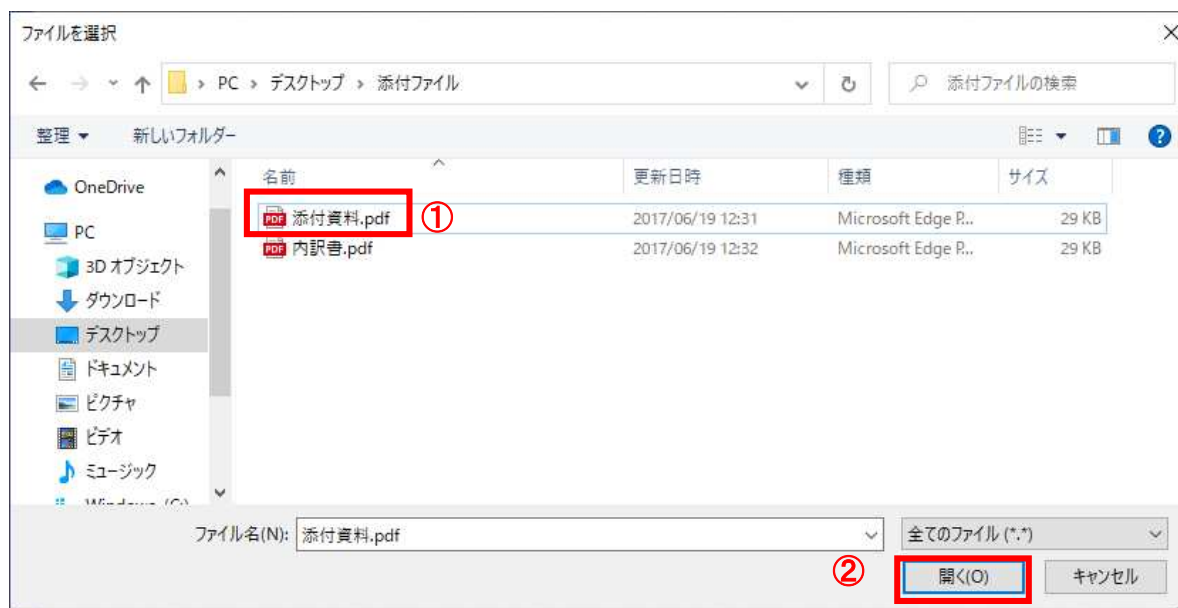 ファイルを選択
PC › デスクトップ › 添付ファイル
添付ファイルの検索
整理 新しいフォルダー
名前 更新日時 種類 サイズ
OneDrive
PC
3D オブジェクト
ダウンロード
デスクトップ
ドキュメント
ピクチャ
ビデオ
ミュージック
PDF 添付資料.pdf ① 2017/06/19 12:31 Microsoft Edge P... 29 KB
PDF 内訳書.pdf 2017/06/19 12:32 Microsoft Edge P... 29 KB
ファイル名(N): 添付資料.pdf 全てのファイル (*.*)
② 開く(O) キャンセル